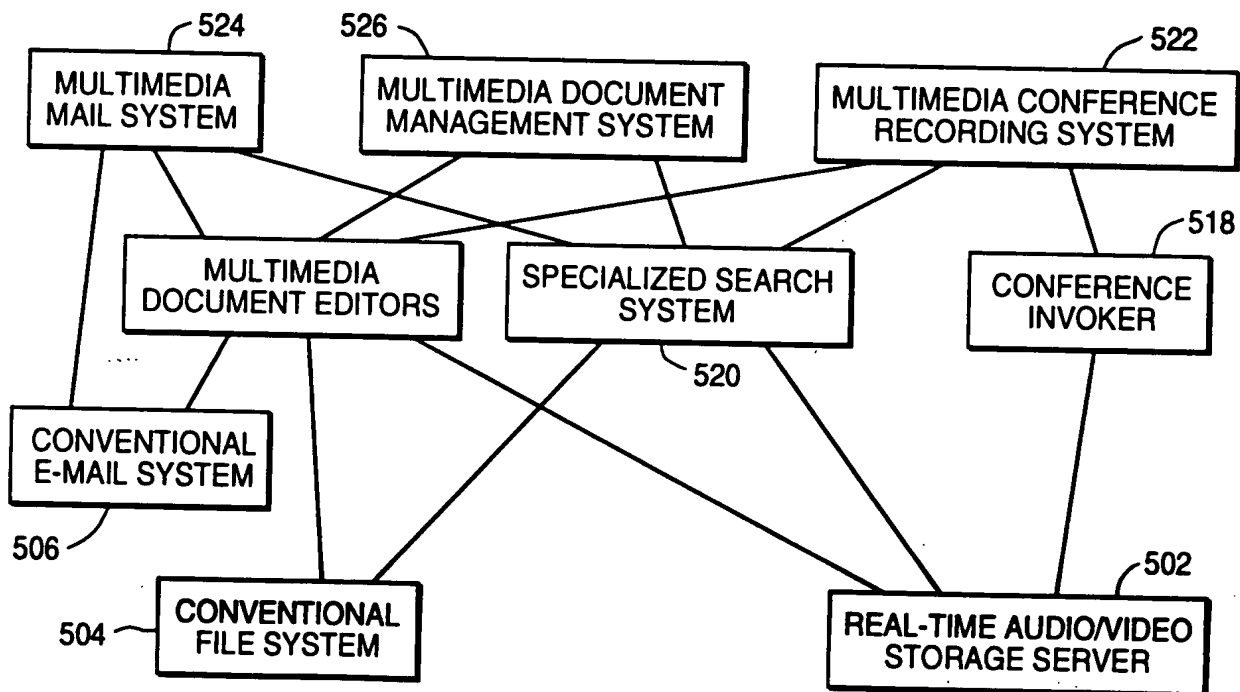 524
526
522
MULTIMEDIA
MAIL SYSTEM
MULTIMEDIA DOCUMENT
MANAGEMENT SYSTEM
MULTIMEDIA CONFERENCE
RECORDING SYSTEM
518
MULTIMEDIA
DOCUMENT EDITORS
SPECIALIZED SEARCH
SYSTEM
CONFERENCE
INVOKER
520
CONVENTIONAL
E-MAIL SYSTEM
506
502
504
CONVENTIONAL
FILE SYSTEM
REAL-TIME AUDIO/VIDEO
STORAGE SERVER